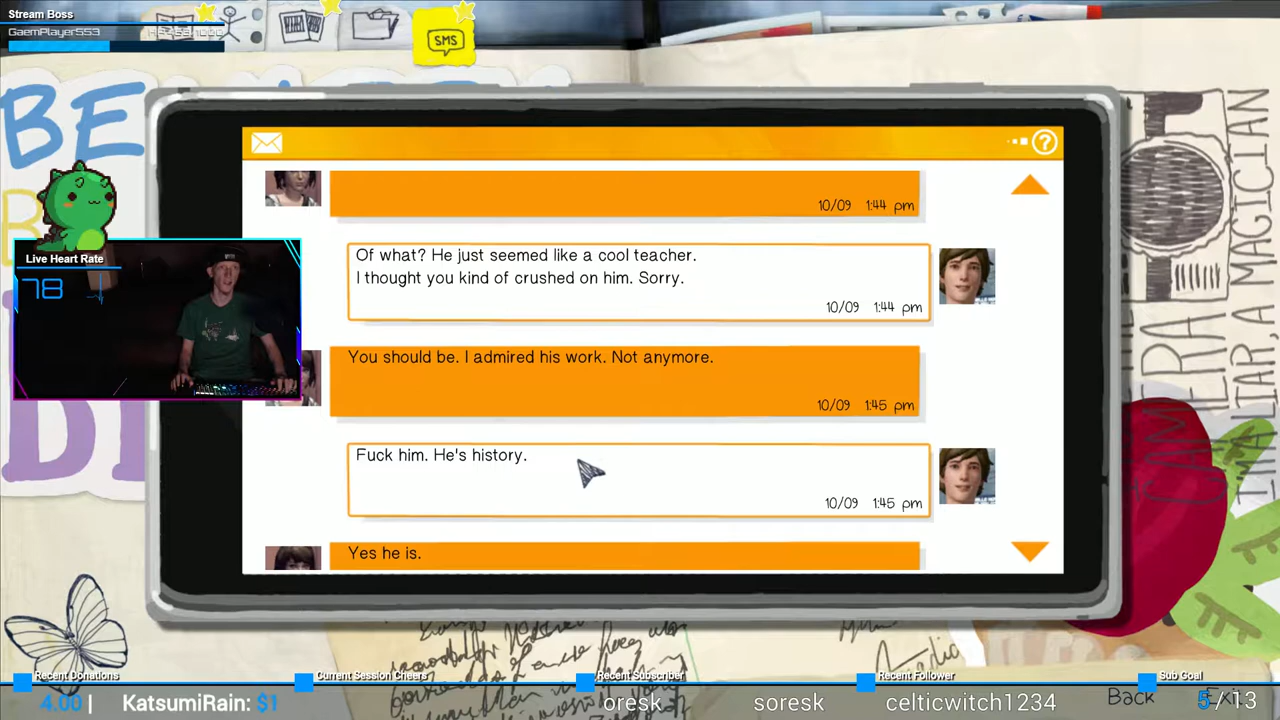 Stream Boss
GaemPlayer553
SMS
BE
10/09 1:44 pm
Of what? He just seemed like a cool teacher.
I thought you kind of crushed on him. Sorry.
10/09 1:44 pm
Live Heart Rate
78
You should be. I admired his work. Not anymore.
10/09 1:45 pm
Fuck him. He's history.
10/09 1:45 pm
Yes he is.
A MAGICIAN
Recent Donations
Current Session Cheers
Recent Subscriber
Recent Follower
Sub Goal
4.00 |
KatsumiRain: $1
oresk
soresk
celticwitch1234
Back
Exit
5 / 13